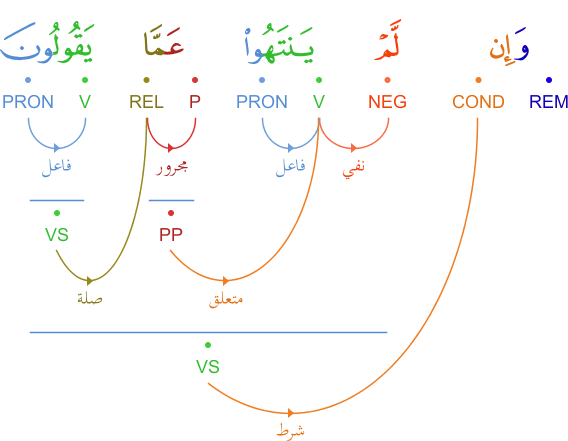 وَإِن لَّمْ يَنتَهُوا۟ عَمَّا يَقُولُونَ
REM COND NEG V PRON P REL V PRON
نفي فاعل مجرور فاعل
PP VS
متعلق صلة
VS
شرط